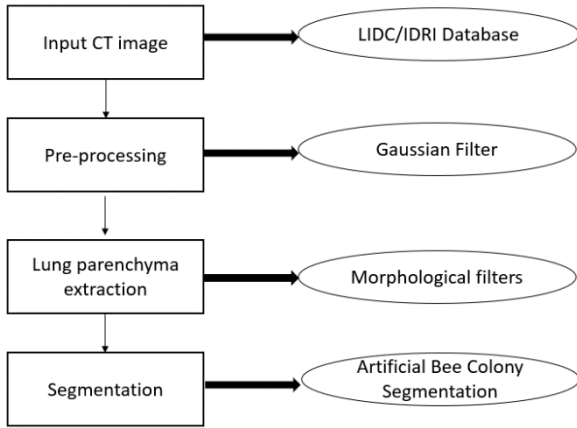 Input CT image
LIDC/IDRI Database
Pre-processing
Gaussian Filter
Lung parenchyma
extraction
Morphological filters
Segmentation
Artificial Bee Colony
Segmentation